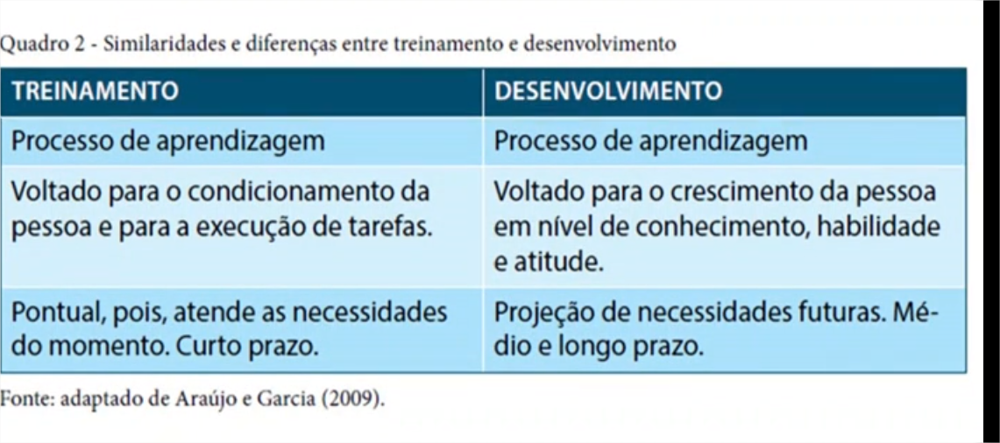 Quadro 2 - Similaridades e diferenças entre treinamento e desenvolvimento
TREINAMENTO
DESENVOLVIMENTO
Processo de aprendizagem
Processo de aprendizagem
Voltado para o condicionamento da
pessoa e para a execução de tarefas.
Voltado para o crescimento da pessoa
em nível de conhecimento, habilidade
e atitude.
Pontual, pois, atende as necessidades
do momento. Curto prazo.
Projeção de necessidades futuras. Mé-
dio e longo prazo.
Fonte: adaptado de Araújo e Garcia (2009).